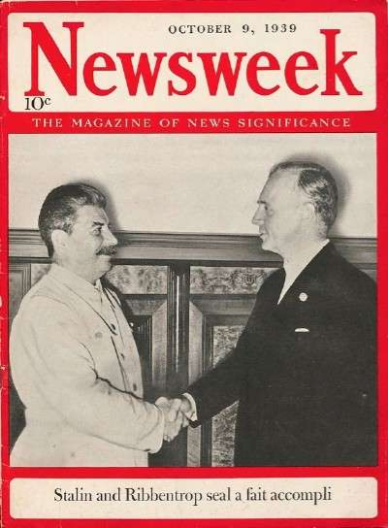 OCTOBER 9, 1939
Newsweek
10c
THE MAGAZINE OF NEWS SIGNIFICANCE
Stalin and Ribbentrop seal a fait accompli